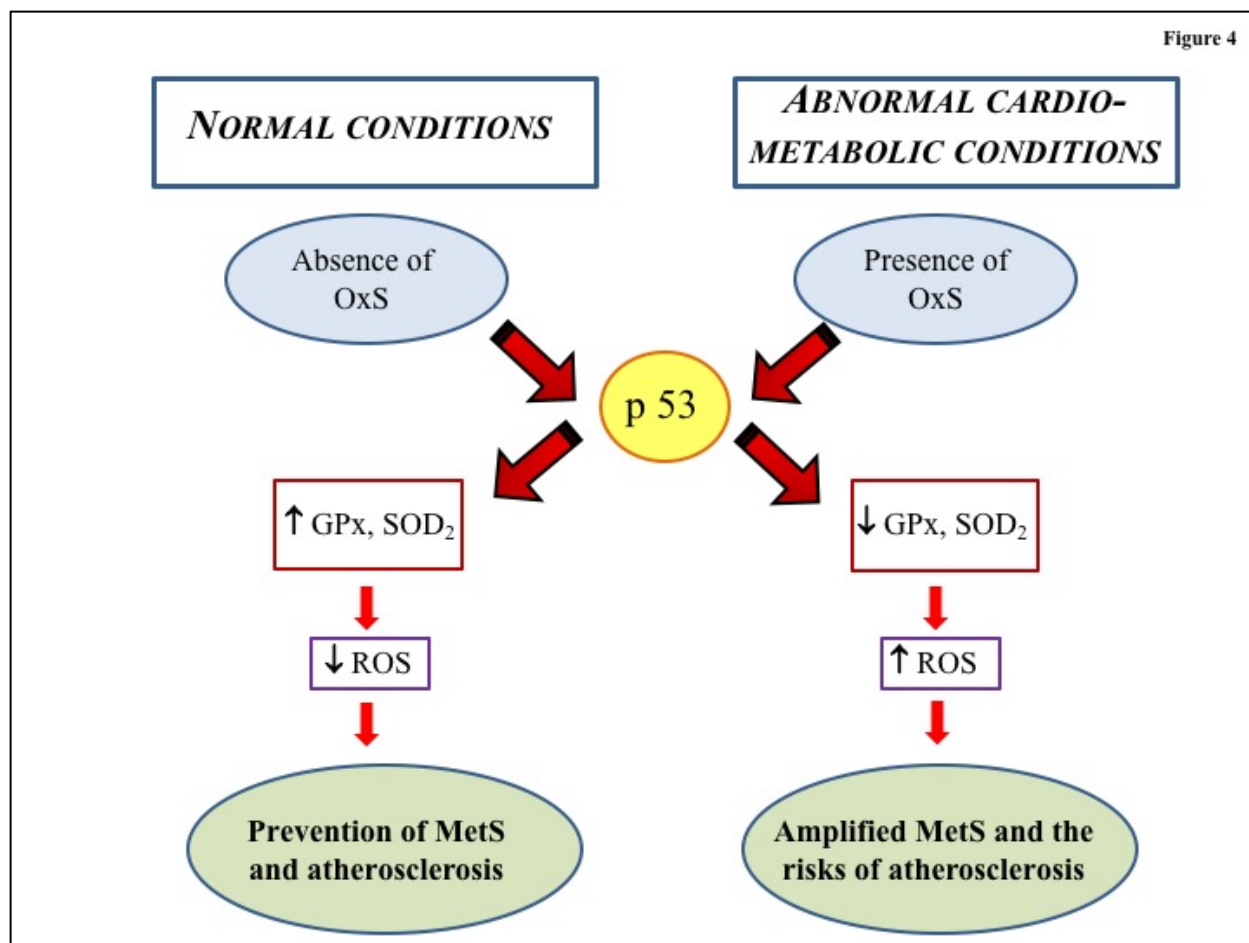 Figure 4
NORMAL CONDITIONS
ABNORMAL CARDIO-
METABOLIC CONDITIONS
Absence of
OxS
Presence of
OxS
p 53
↑ GPx, SOD₂
↓ GPx, SOD₂
↓ ROS
↑ ROS
Prevention of MetS
and atherosclerosis
Amplified MetS and the
risks of atherosclerosis